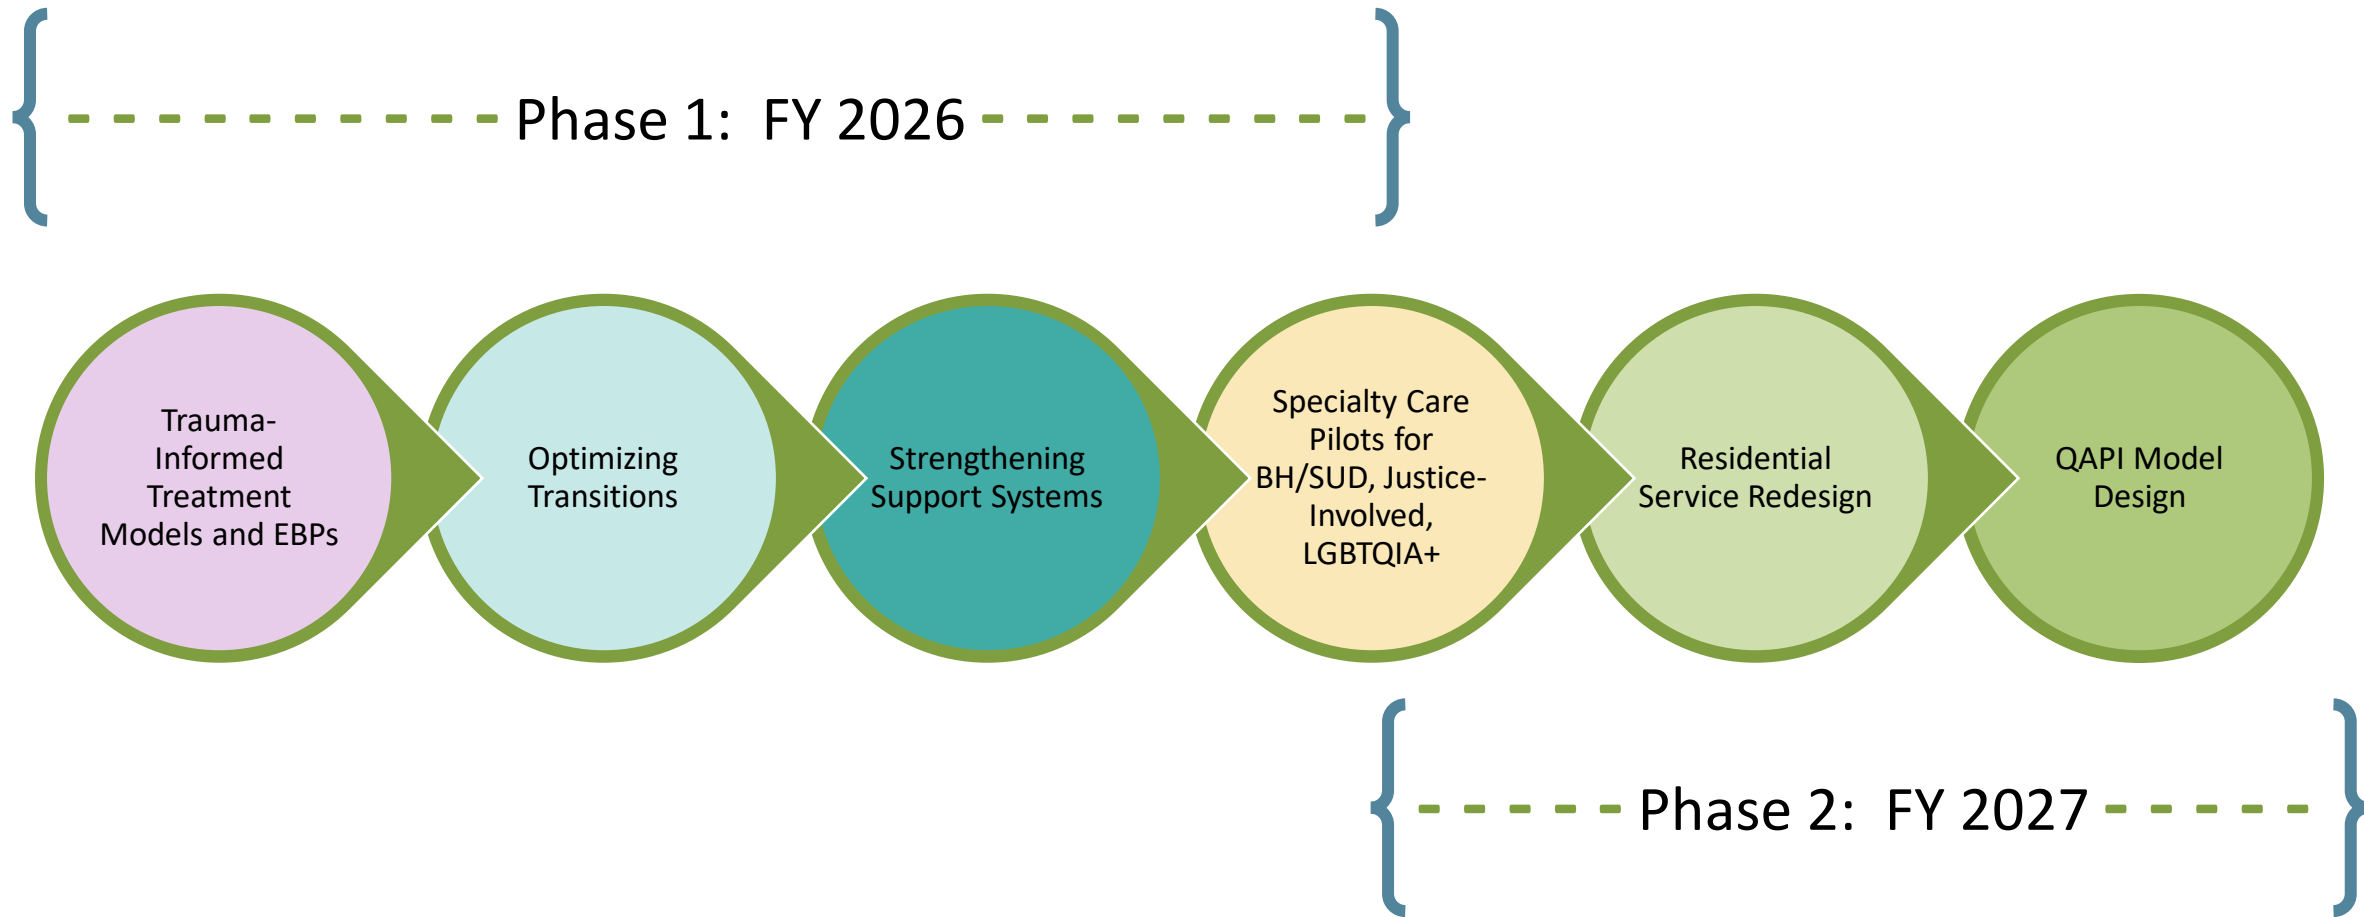 Phase 1:  FY 2026
Trauma-
Informed
Treatment
Models and EBPs
Optimizing
Transitions
Strengthening
Support Systems
Specialty Care
Pilots for
BH/SUD, Justice-
Involved,
LGBTQIA+
Residential
Service Redesign
QAPI Model
Design
Phase 2:  FY 2027